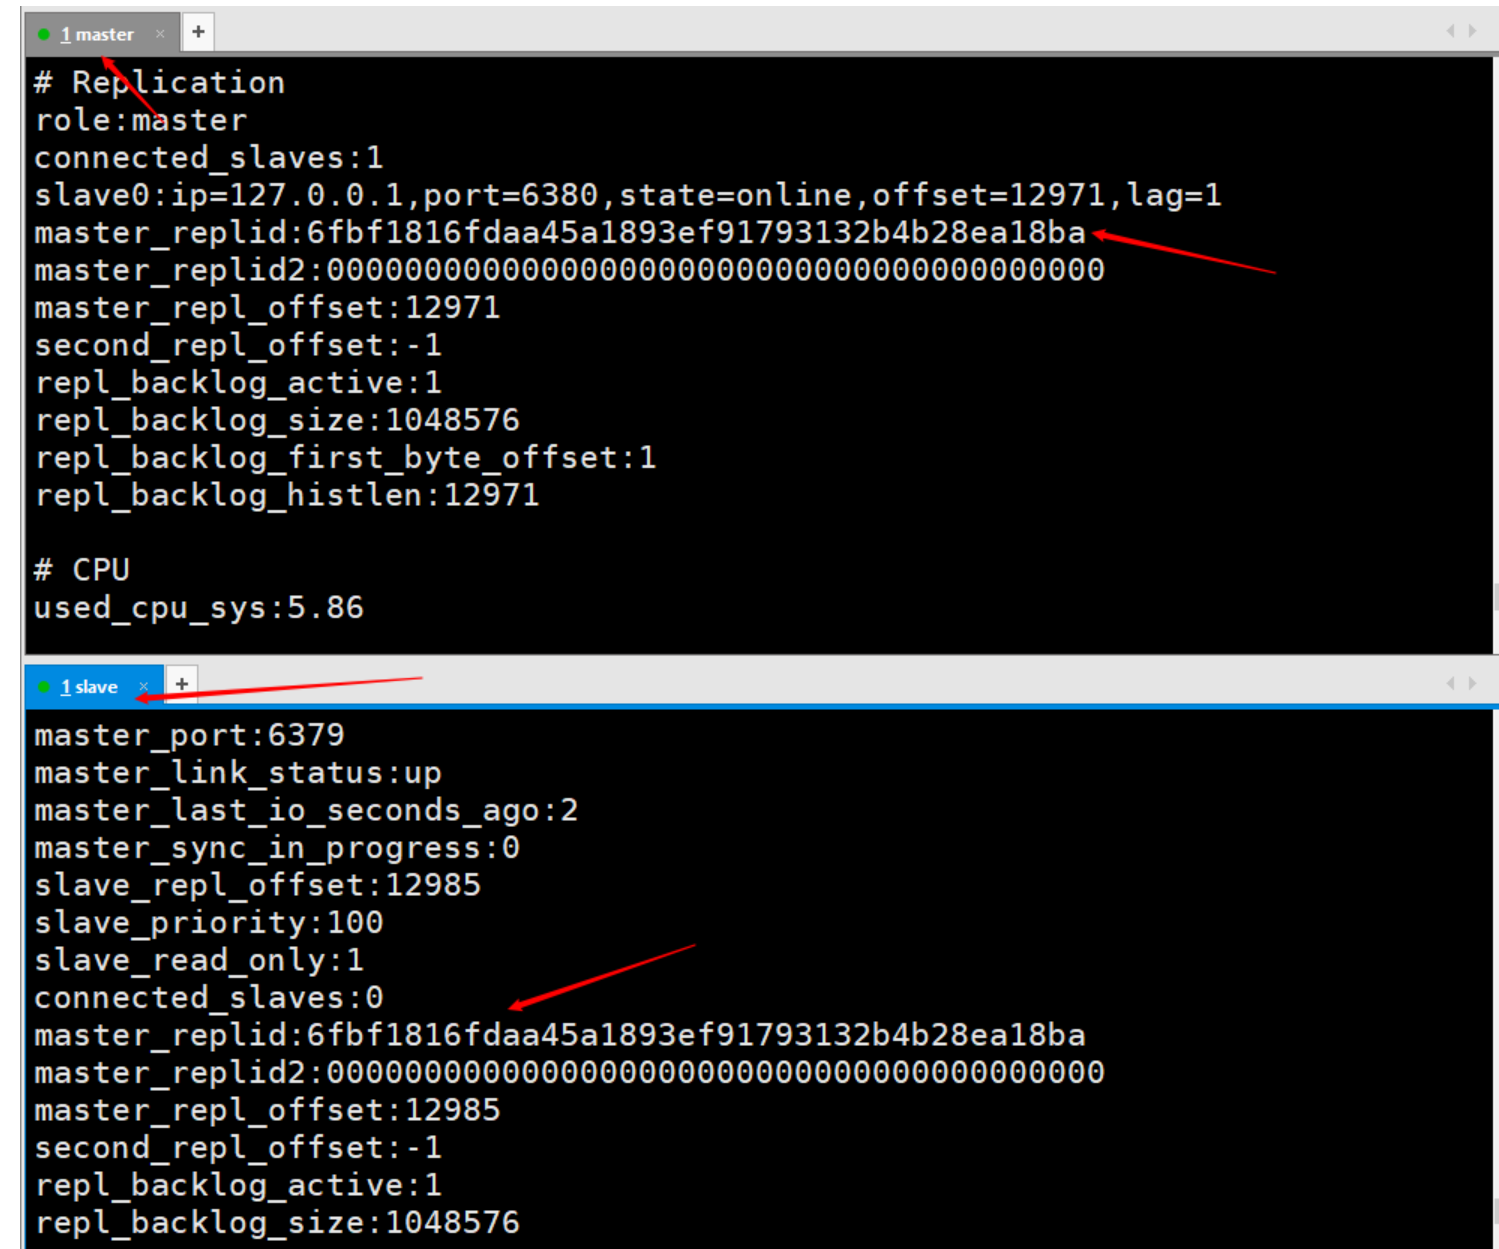 1 master × +
# Replication
role:master
connected_slaves:1
slave0:ip=127.0.0.1,port=6380,state=online,offset=12971,lag=1
master_replid:6fbf1816fdaa45a1893ef91793132b4b28ea18ba
master_replid2:0000000000000000000000000000000000000000
master_repl_offset:12971
second_repl_offset:-1
repl_backlog_active:1
repl_backlog_size:1048576
repl_backlog_first_byte_offset:1
repl_backlog_histlen:12971
# CPU
used_cpu_sys:5.86
1 slave × +
master_port:6379
master_link_status:up
master_last_io_seconds_ago:2
master_sync_in_progress:0
slave_repl_offset:12985
slave_priority:100
slave_read_only:1
connected_slaves:0
master_replid:6fbf1816fdaa45a1893ef91793132b4b28ea18ba
master_replid2:0000000000000000000000000000000000000000
master_repl_offset:12985
second_repl_offset:-1
repl_backlog_active:1
repl_backlog_size:1048576